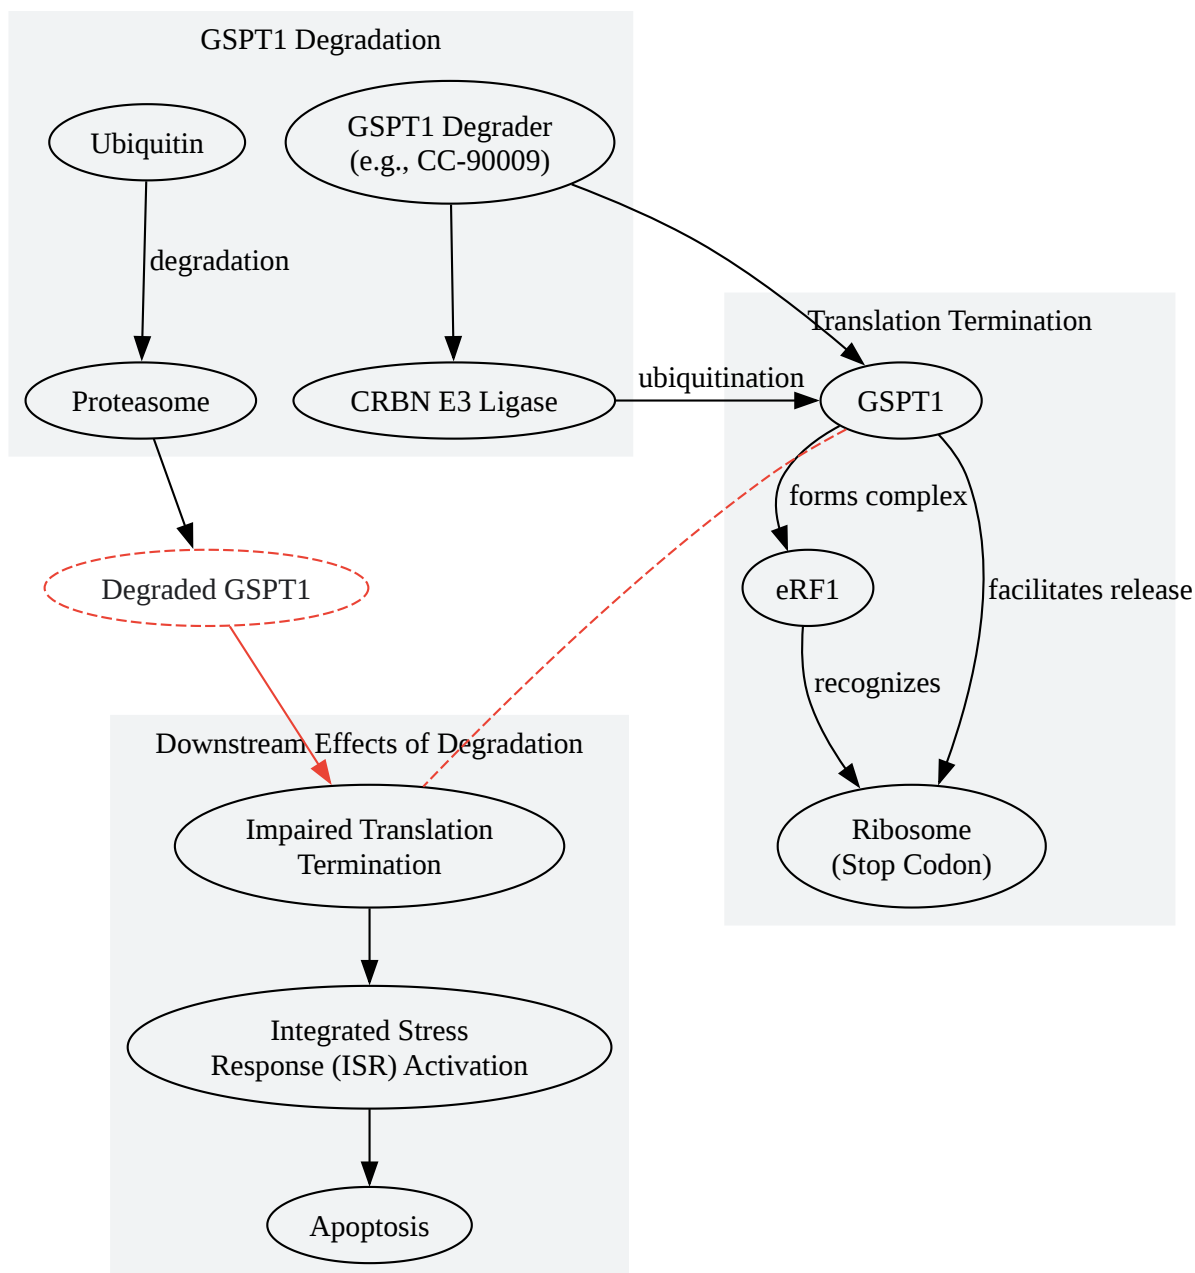 GSPT1 Degradation
Ubiquitin
GSPT1 Degrader
(e.g., CC-90009)
degradation
Translation Termination
Proteasome
CRBN E3 Ligase
ubiquitination
GSPT1
forms complex
Degraded GSPT1
eRF1
facilitates release
recognizes
Downstream Effects of Degradation
Impaired Translation
Termination
Ribosome
(Stop Codon)
Integrated Stress
Response (ISR) Activation
Apoptosis